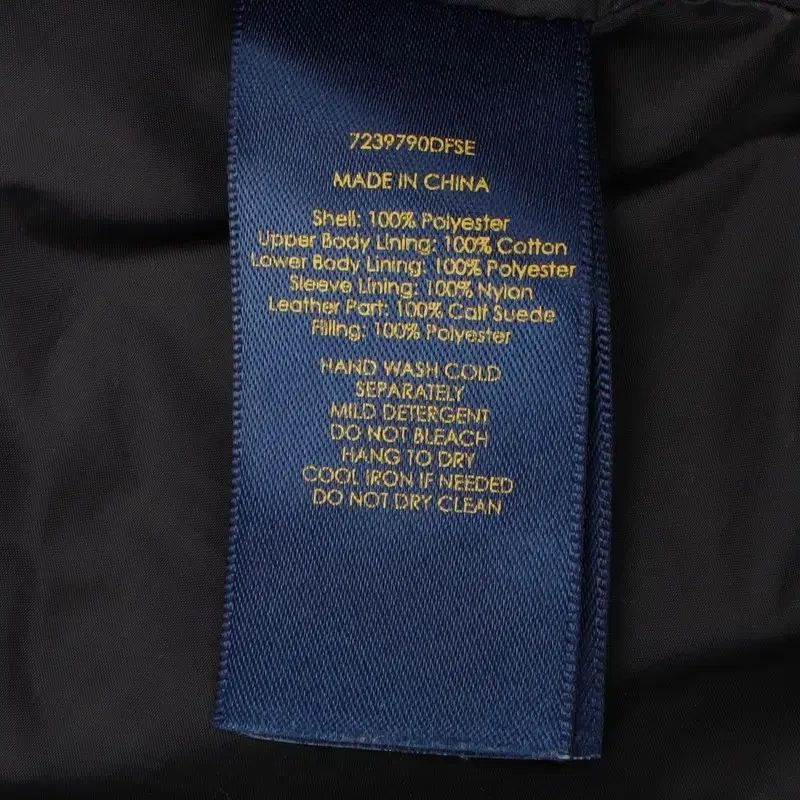 7239790DFSE
MADE IN CHINA
Shell: 100% Polyester
Upper Body Lining: 100% Cotton
Lower Body Lining: 100% Polyester
Sleeve Lining: 100% Nylon
Leather Part: 100% Calf Suede
Filling: 100% Polyester
HAND WASH COLD
SEPARATELY
MILD DETERGENT
DO NOT BLEACH
HANG TO DRY
COOL IRON IF NEEDED
DO NOT DRY CLEAN